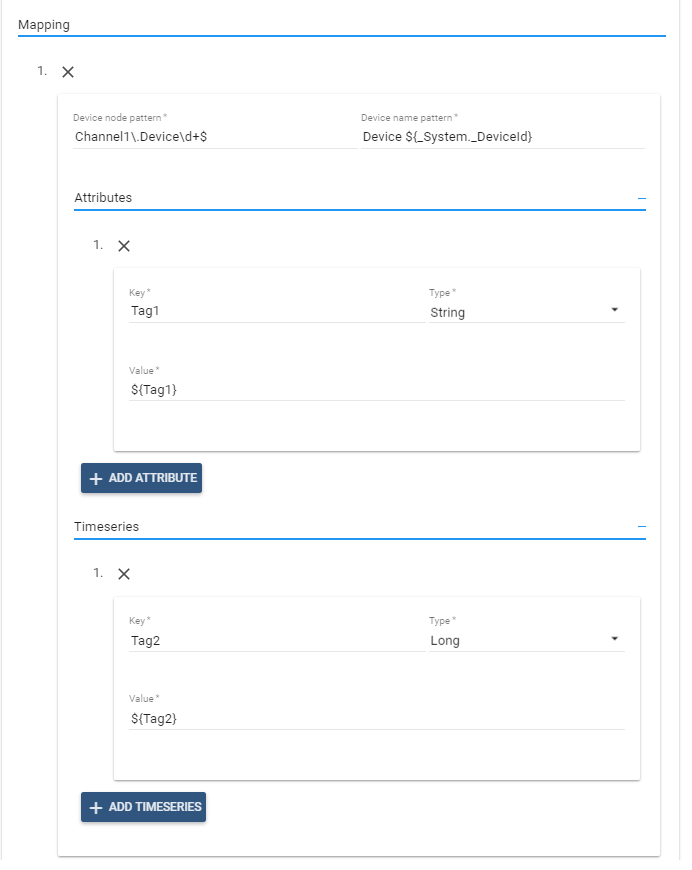 Mapping
1.
Device node pattern * Device name pattern *
Channel1\.Device\d+$ Device ${_System._DeviceId}
Attributes
1.
Key * Type *
Tag1 String
Value *
${Tag1}
+ ADD ATTRIBUTE
Timeseries
1.
Key * Type *
Tag2 Long
Value *
${Tag2}
+ ADD TIMESERIES